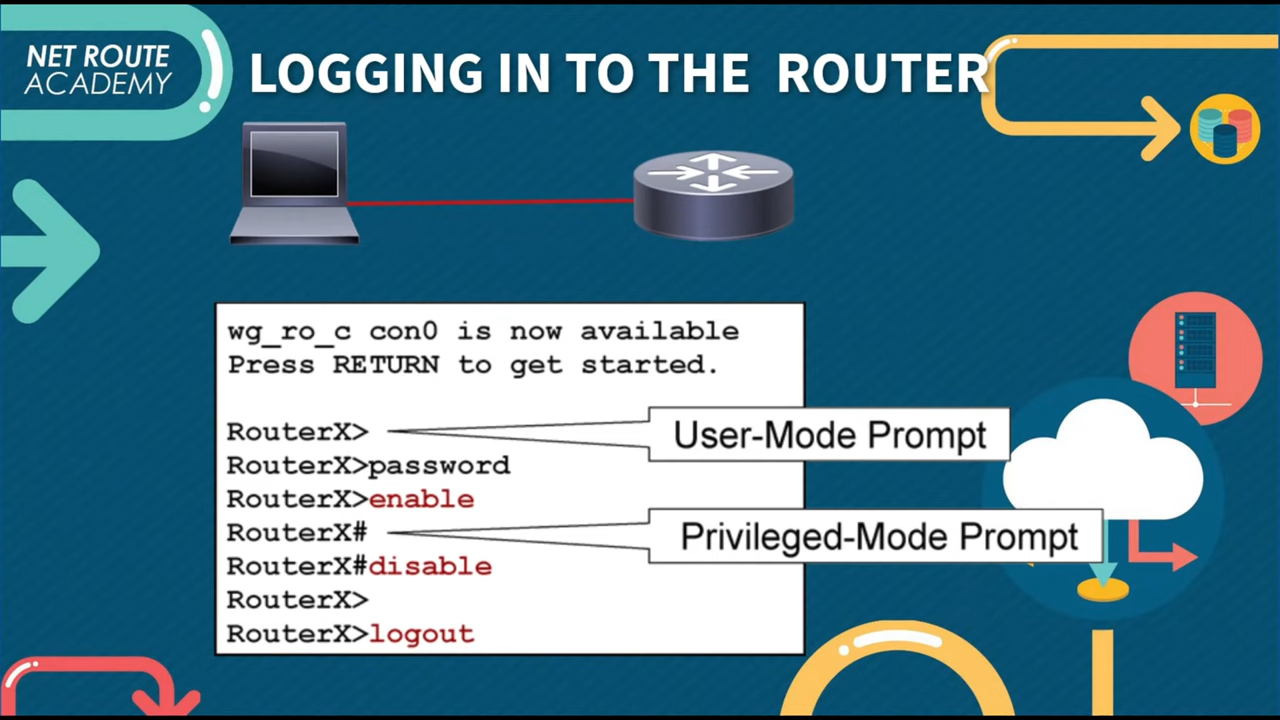 NET ROUTE
ACADEMY
LOGGING IN TO THE ROUTER
wg_ro_c con0 is now available
Press RETURN to get started.
RouterX>
User-Mode Prompt
RouterX>password
RouterX>enable
RouterX#
Privileged-Mode Prompt
RouterX#disable
RouterX>
RouterX>logout